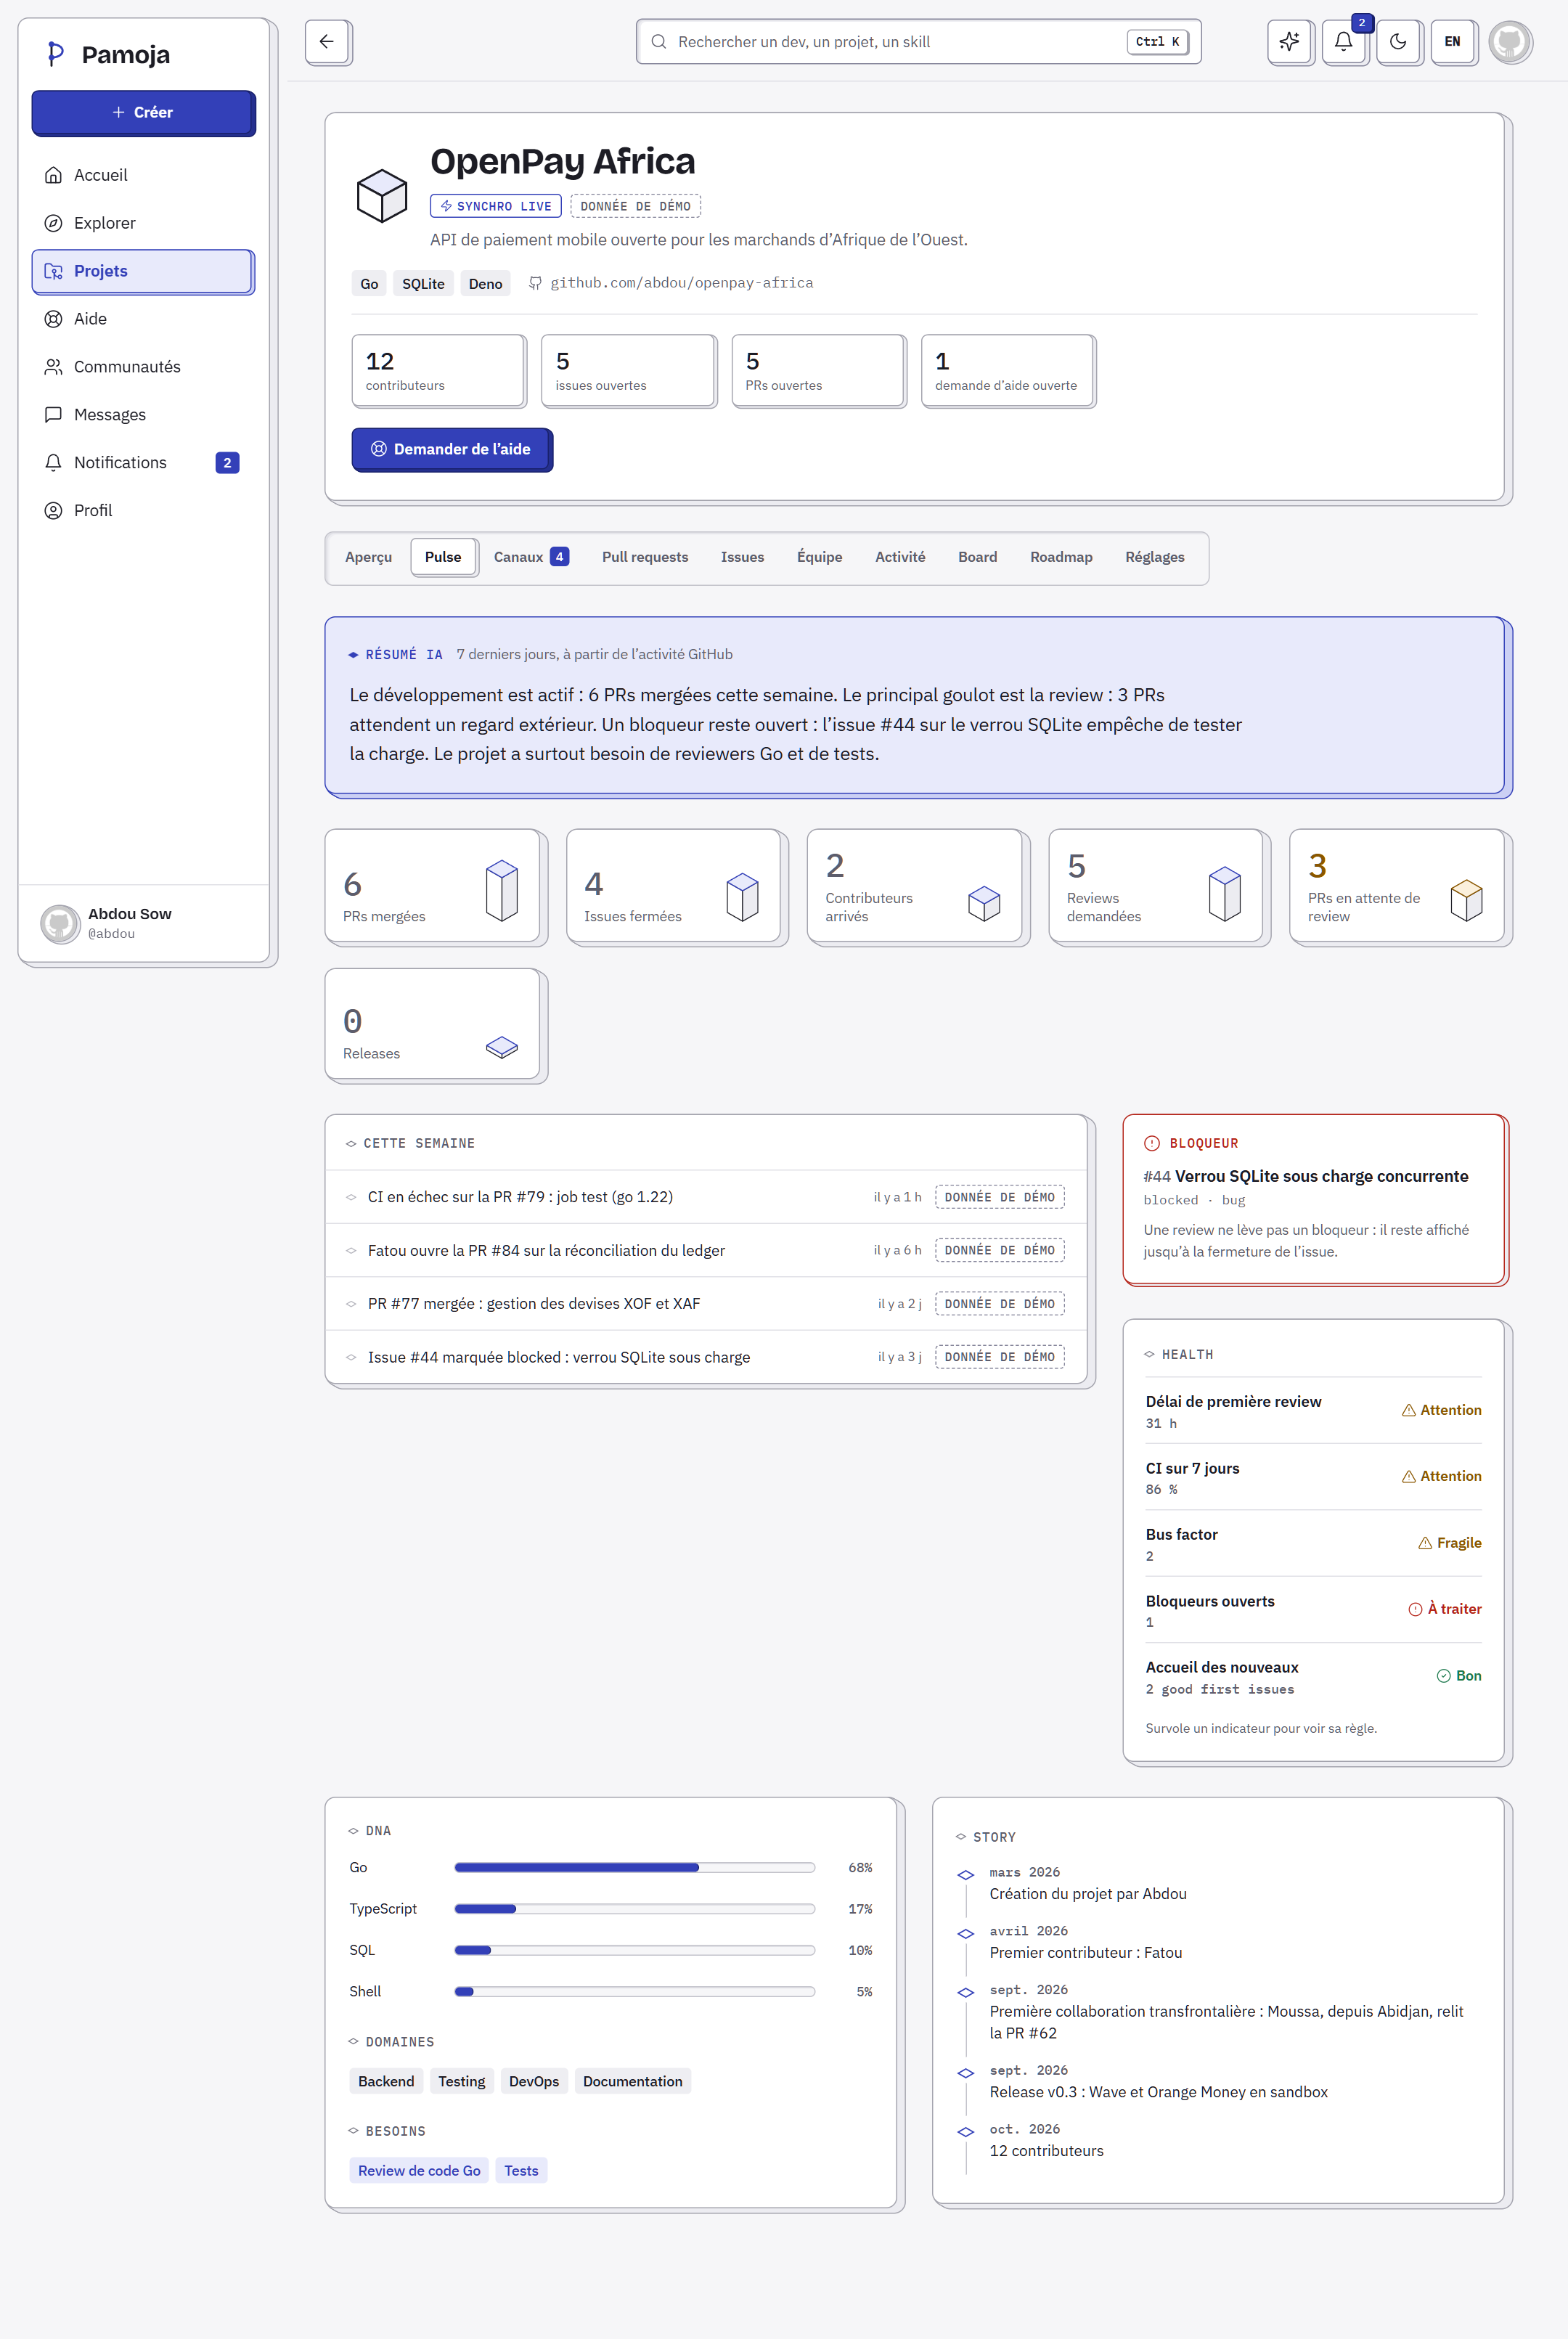 Pamoja
Créer
Accueil
Explorer
Projets
Aide
Communautés
Messages
Notifications 2
Profil
Abdou Sow
@abdou
Rechercher un dev, un projet, un skill Ctrl K
2
EN
OpenPay Africa
SYNCHRO LIVE DONNÉE DE DÉMO
API de paiement mobile ouverte pour les marchands d’Afrique de l’Ouest.
Go SQLite Deno github.com/abdou/openpay-africa
12
contributeurs
5
issues ouvertes
5
PRs ouvertes
1
demande d’aide ouverte
Demander de l’aide
Aperçu Pulse Canaux 4 Pull requests Issues Équipe Activité Board Roadmap Réglages
RÉSUMÉ IA 7 derniers jours, à partir de l’activité GitHub
Le développement est actif : 6 PRs mergées cette semaine. Le principal goulot est la review : 3 PRs
attendent un regard extérieur. Un bloqueur reste ouvert : l’issue #44 sur le verrou SQLite empêche de tester
la charge. Le projet a surtout besoin de reviewers Go et de tests.
6
PRs mergées
4
Issues fermées
2
Contributeurs
arrivés
5
Reviews
demandées
3
PRs en attente de
review
0
Releases
CETTE SEMAINE
CI en échec sur la PR #79 : job test (go 1.22) il y a 1 h DONNÉE DE DÉMO
Fatou ouvre la PR #84 sur la réconciliation du ledger il y a 6 h DONNÉE DE DÉMO
PR #77 mergée : gestion des devises XOF et XAF il y a 2 j DONNÉE DE DÉMO
Issue #44 marquée blocked : verrou SQLite sous charge il y a 3 j DONNÉE DE DÉMO
BLOQUEUR
#44 Verrou SQLite sous charge concurrente
blocked · bug
Une review ne lève pas un bloqueur : il reste affiché
jusqu’à la fermeture de l’issue.
HEALTH
Délai de première review
31 h
Attention
CI sur 7 jours
86 %
Attention
Bus factor
2
Fragile
Bloqueurs ouverts
1
À traiter
Accueil des nouveaux
2 good first issues
Bon
Survole un indicateur pour voir sa règle.
DNA
Go 68%
TypeScript 17%
SQL 10%
Shell 5%
DOMAINES
Backend Testing DevOps Documentation
BESOINS
Review de code Go Tests
STORY
mars 2026
Création du projet par Abdou
avril 2026
Premier contributeur : Fatou
sept. 2026
Première collaboration transfrontalière : Moussa, depuis Abidjan, relit
la PR #62
sept. 2026
Release v0.3 : Wave et Orange Money en sandbox
oct. 2026
12 contributeurs